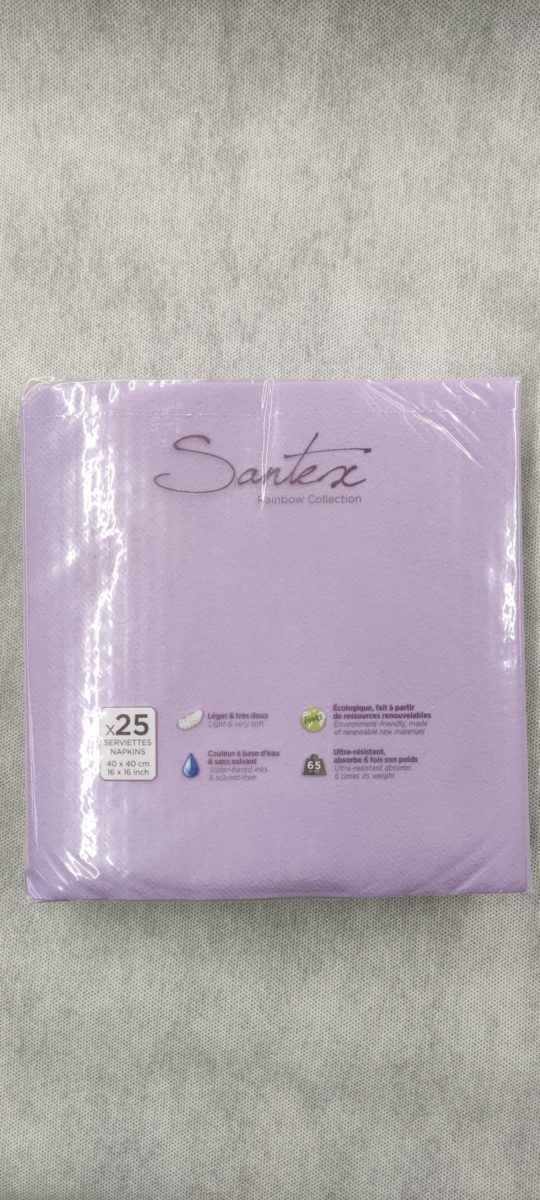 Santex
Rainbow Collection
x25
SERVIETTES
NAPKINS
40 x 40 cm
16 x 16 inch
Léger & très doux
Light & very soft
Couleur à base d'eau
& sans solvant
Water-based inks
& solvent-free
Écologique, fait à partir
de ressources renouvelables
Environment-friendly, made
of renewable raw materials
65
Ultra-résistant,
absorbe 6 fois son poids
Ultra-resistant absorbs
6 times its weight